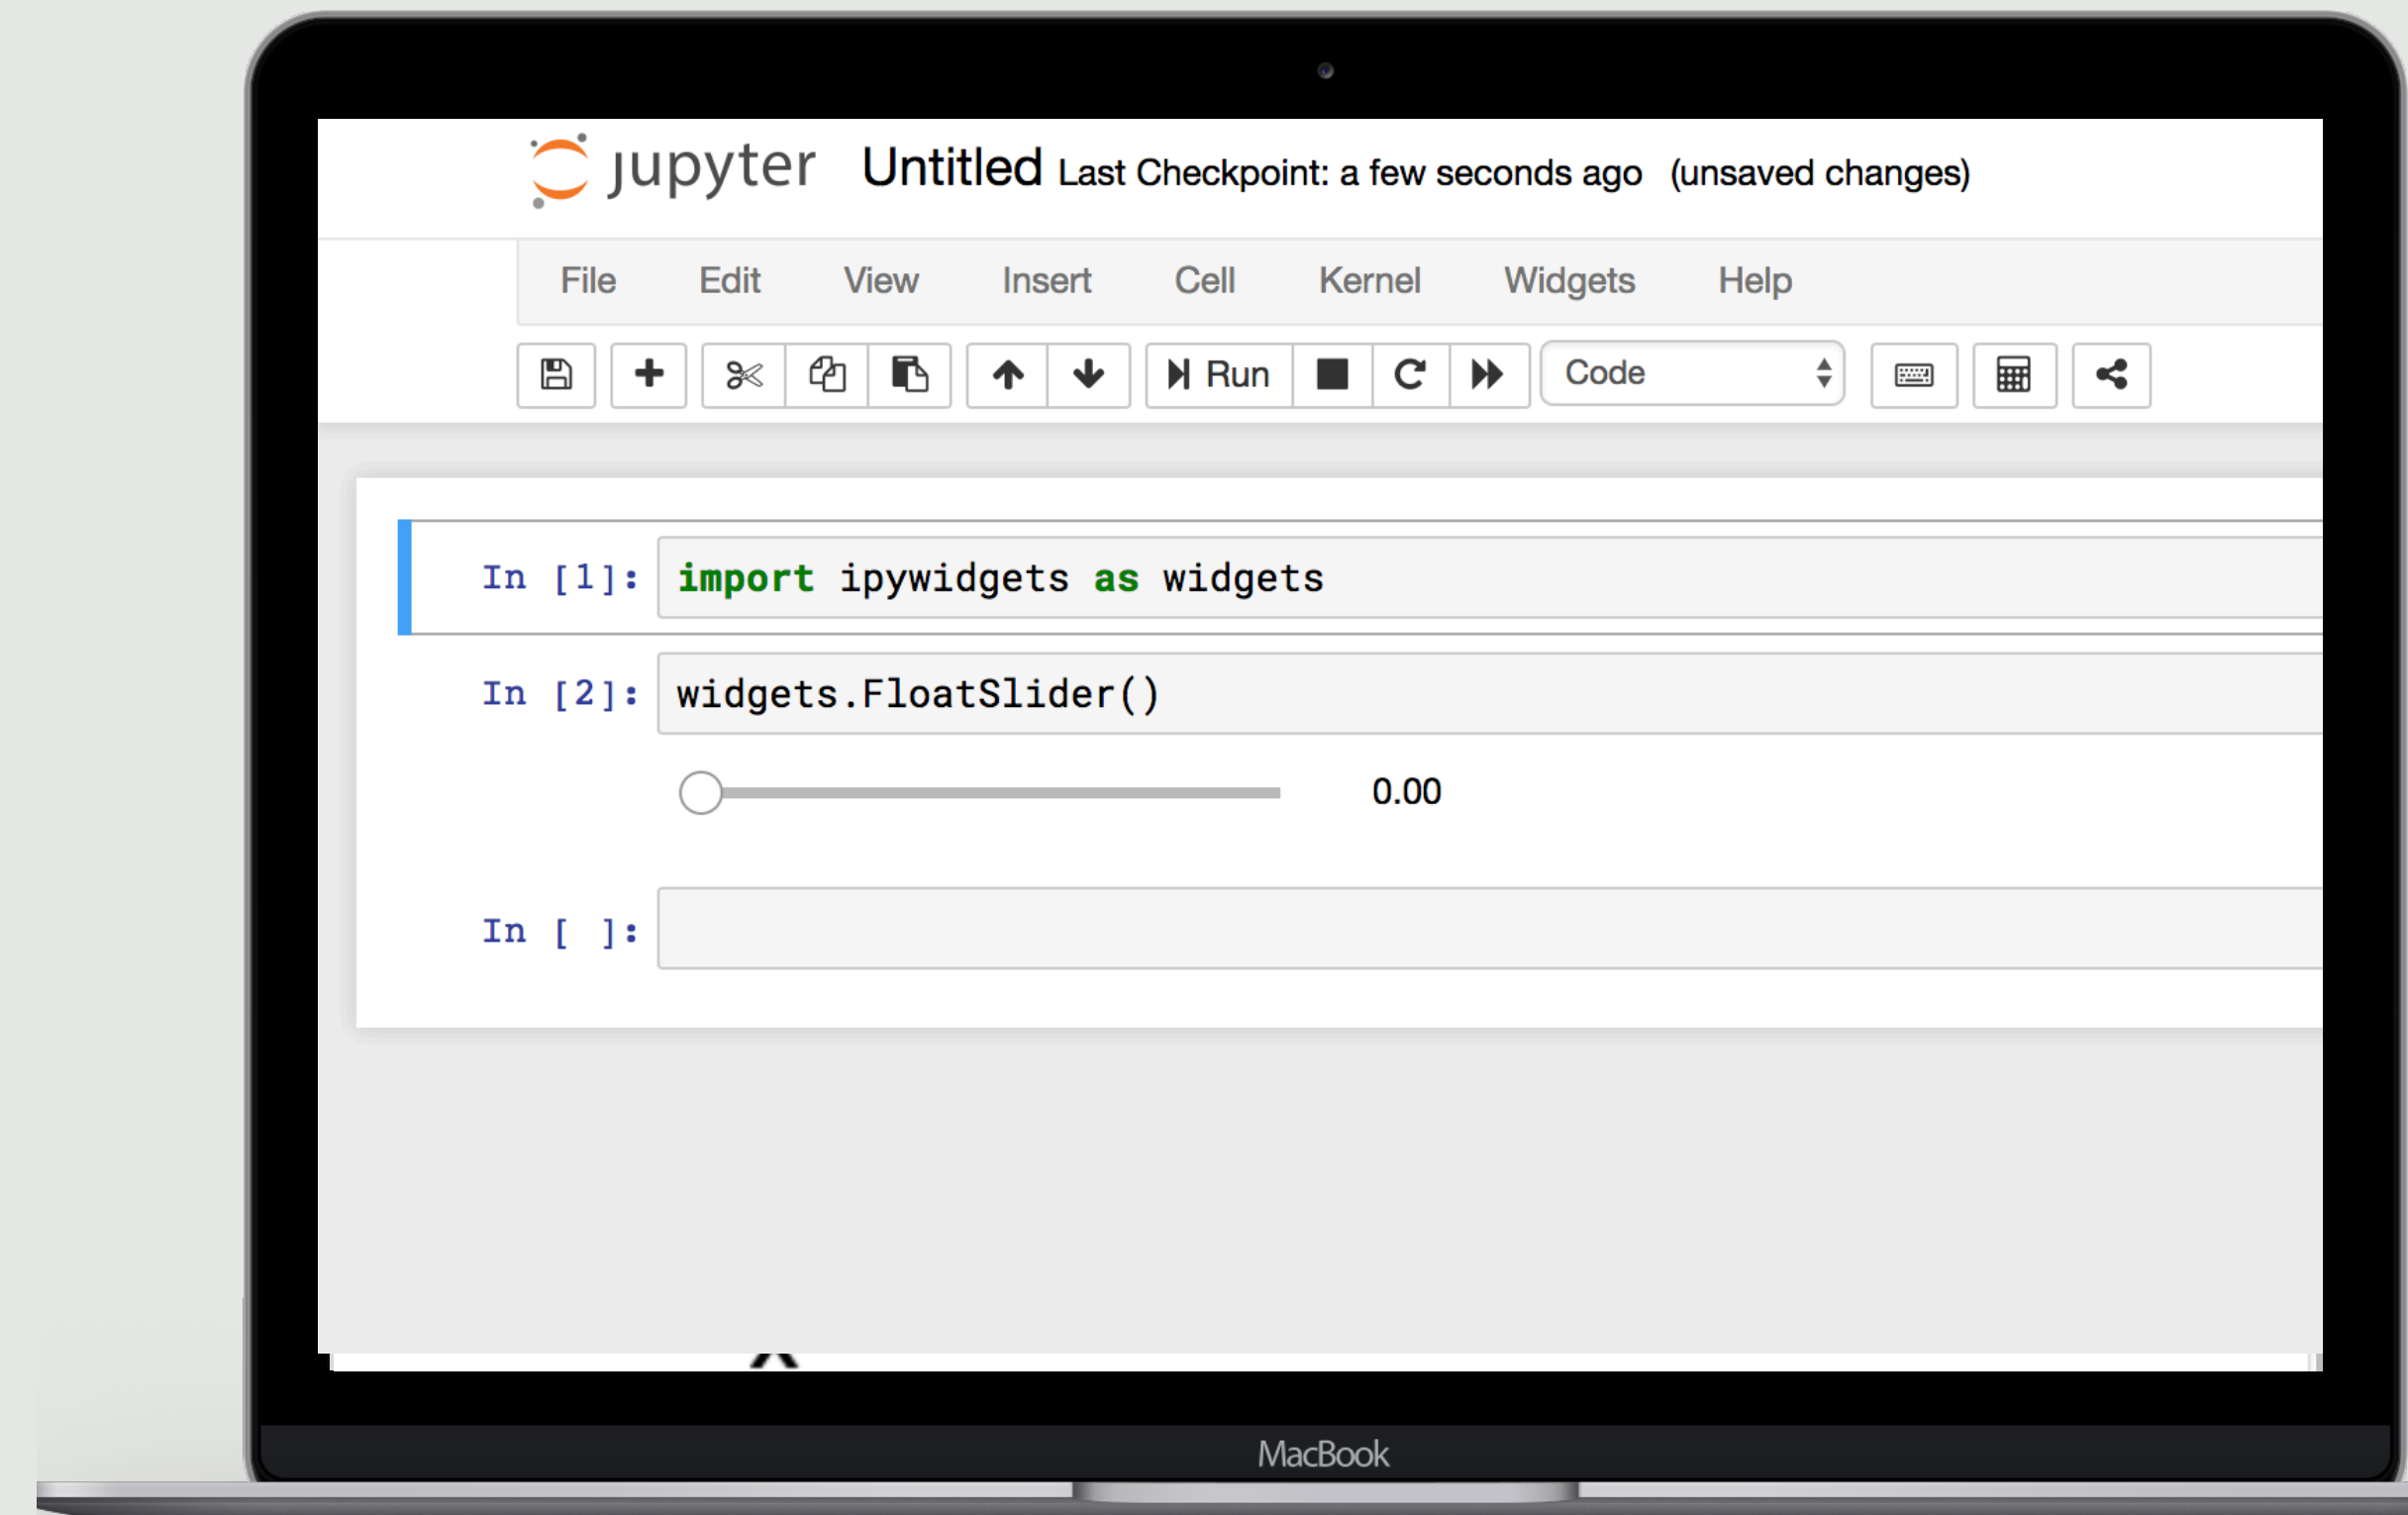 jupyter Untitled Last Checkpoint: a few seconds ago (unsaved changes)
File Edit View Insert Cell Kernel Widgets Help
Run Code
In [1]: import ipywidgets as widgets
In [2]: widgets.FloatSlider()
0.00
In [ ]:
MacBook